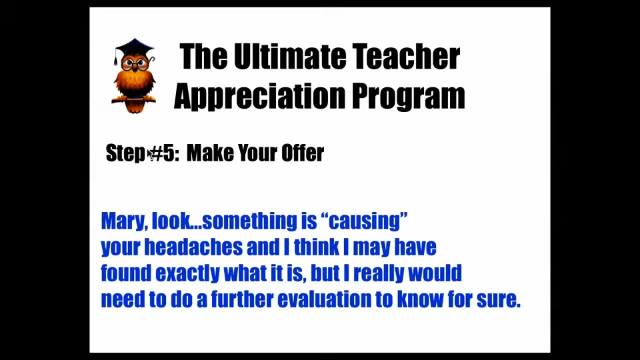 The Ultimate Teacher
Appreciation Program
Step #5: Make Your Offer
Mary, look...something is “causing”
your headaches and I think I may have
found exactly what it is, but I really would
need to do a further evaluation to know for sure.